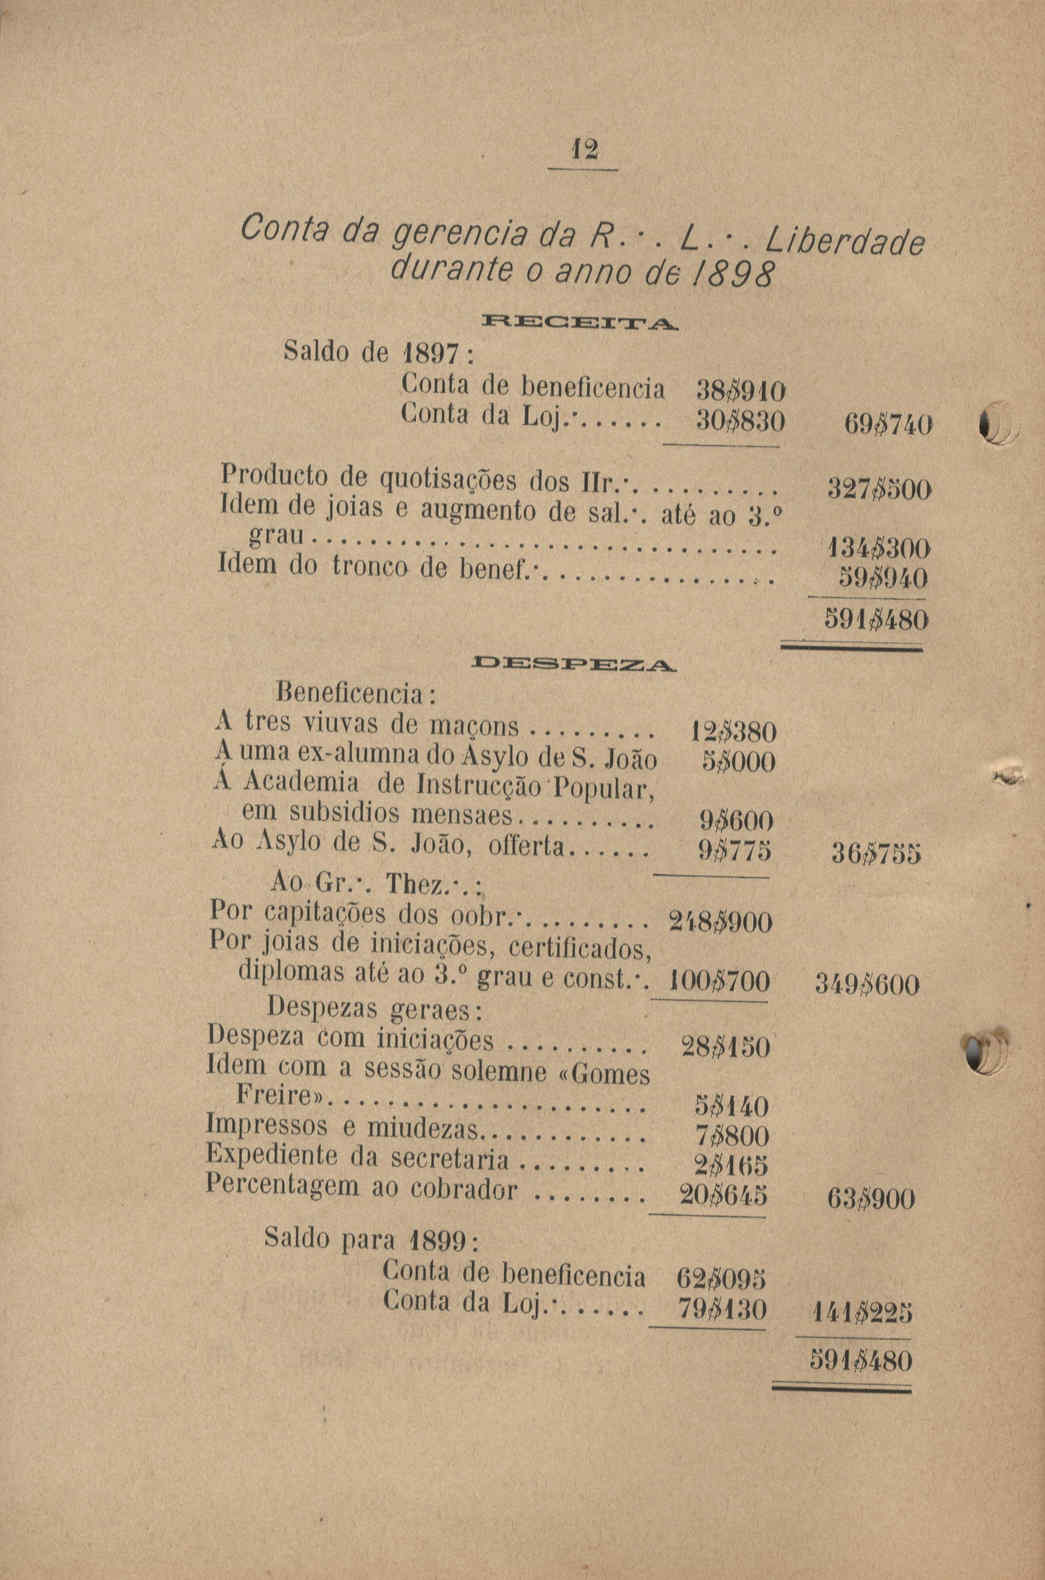 12
Conta da gerencia da R.·. L.·. Liberdade
durante o anno de 1898
RECEITA
Saldo de 1897:
Conta de beneficencia 38$910
Conta da Loj.·...... 30$830 69$740
Producto de quotisações dos IIr.·........... 327$500
Idem de joias e augmento de sal.·. até ao 3.º
grau................................ 134$300
Idem do tronco de benef.·................. 59$940
591$480
DESPEZA
Beneficencia:
A tres viuvas de maçons ......... 12$380
A uma ex-alumna do Asylo de S. João 5$000
Á Academia de Instrucção Popular,
em subsidios mensaes.......... 9$600
Ao Asylo de S. João, offerta...... 9$775 36$755
Ao Gr.·. Thez.·.:
Por capitações dos oobr.·......... 248$900
Por joias de iniciações, certificados,
diplomas até ao 3.º grau e const.·. 100$700 349$600
Despezas geraes:
Despeza com iniciações .......... 28$150
Idem com a sessão solemne «Gomes
Freire»...................... 5$140
Impressos e miudezas............ 7$800
Expediente da secretaria ......... 2$165
Percentagem ao cobrador ........ 20$645 63$900
Saldo para 1899:
Conta de beneficencia 62$095
Conta da Loj.·...... 79$130 141$225
591$480